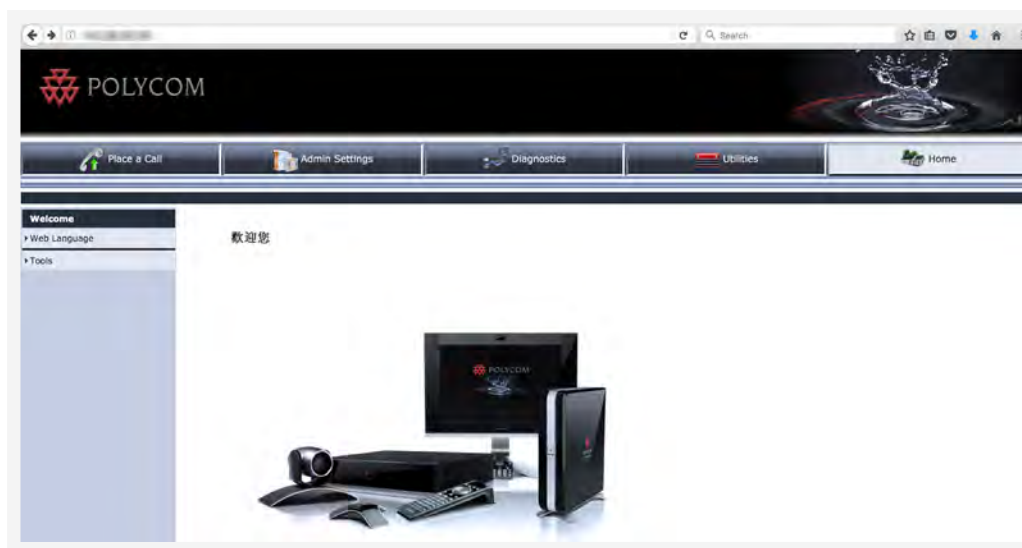 Search
POLYCOM
Place a Call
Admin Settings
Diagnostics
Utilities
Home
Welcome
Web Language
Tools
歡迎您
POLYCOM